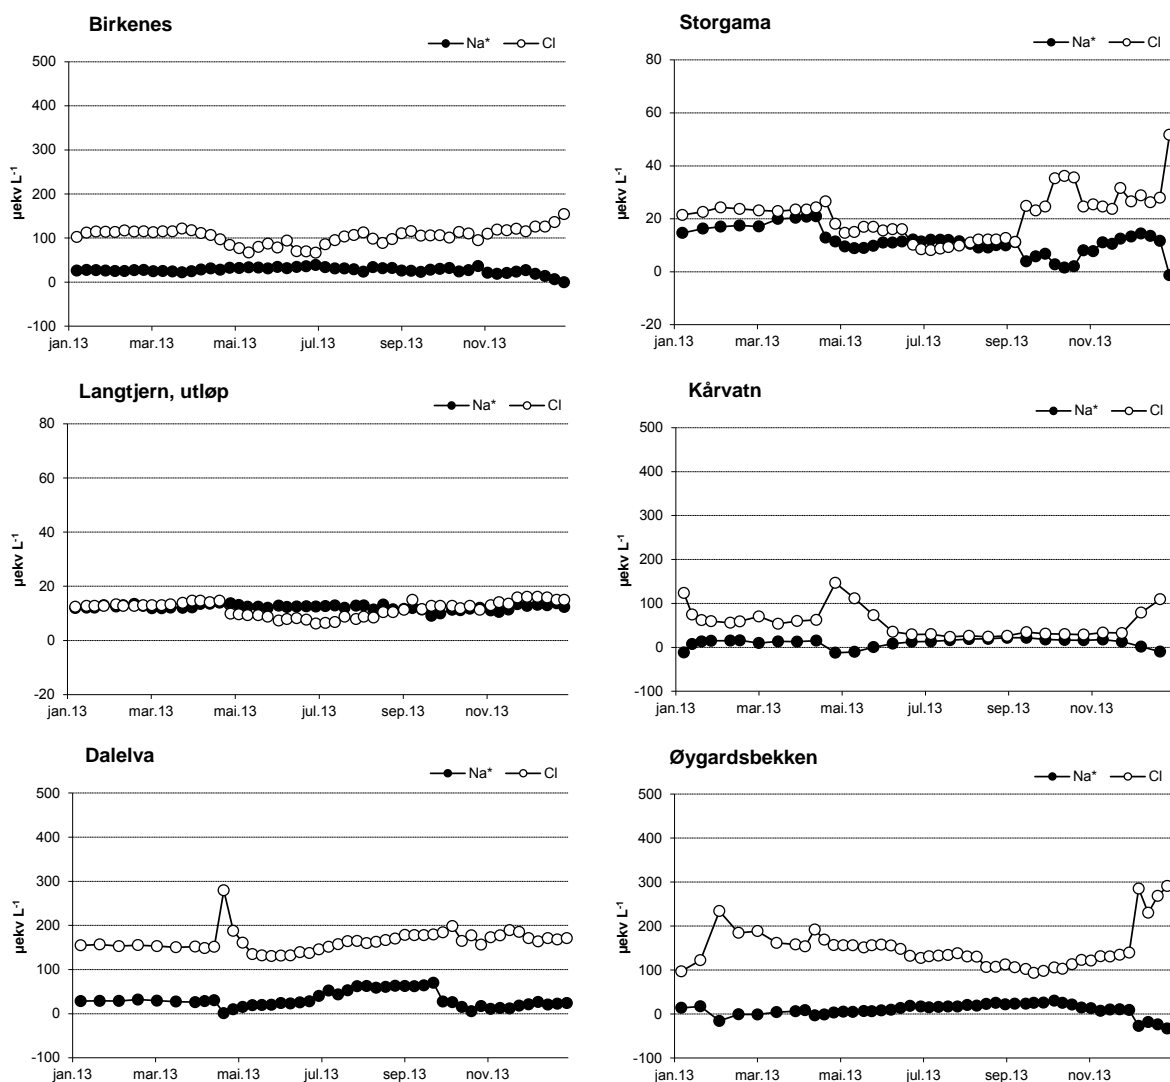 Birkenes
Na* Cl
µekv L-1
500
400
300
200
100
0
-100
jan.13 mar.13 mai.13 jul.13 sep.13 nov.13
Storgama
Na* Cl
µekv L-1
80
60
40
20
0
-20
jan.13 mar.13 mai.13 jul.13 sep.13 nov.13
Langtjern, utløp
Na* Cl
µekv L-1
80
60
40
20
0
-20
jan.13 mar.13 mai.13 jul.13 sep.13 nov.13
Kårvatn
Na* Cl
µekv L-1
500
400
300
200
100
0
-100
jan.13 mar.13 mai.13 jul.13 sep.13 nov.13
Dalelva
Na* Cl
µekv L-1
500
400
300
200
100
0
-100
jan.13 mar.13 mai.13 jul.13 sep.13 nov.13
Øygardsbekken
Na* Cl
µekv L-1
500
400
300
200
100
0
-100
jan.13 mar.13 mai.13 jul.13 sep.13 nov.13